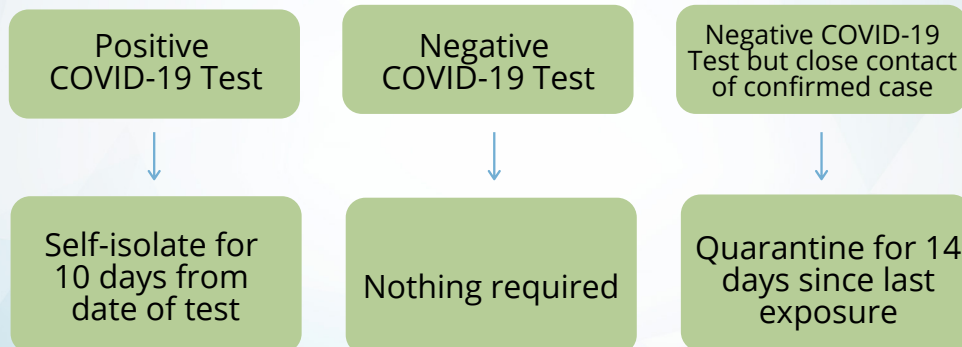 Positive
COVID-19 Test
Negative
COVID-19 Test
Negative COVID-19
Test but close contact
of confirmed case
Self-isolate for
10 days from
date of test
Nothing required
Quarantine for 14
days since last
exposure